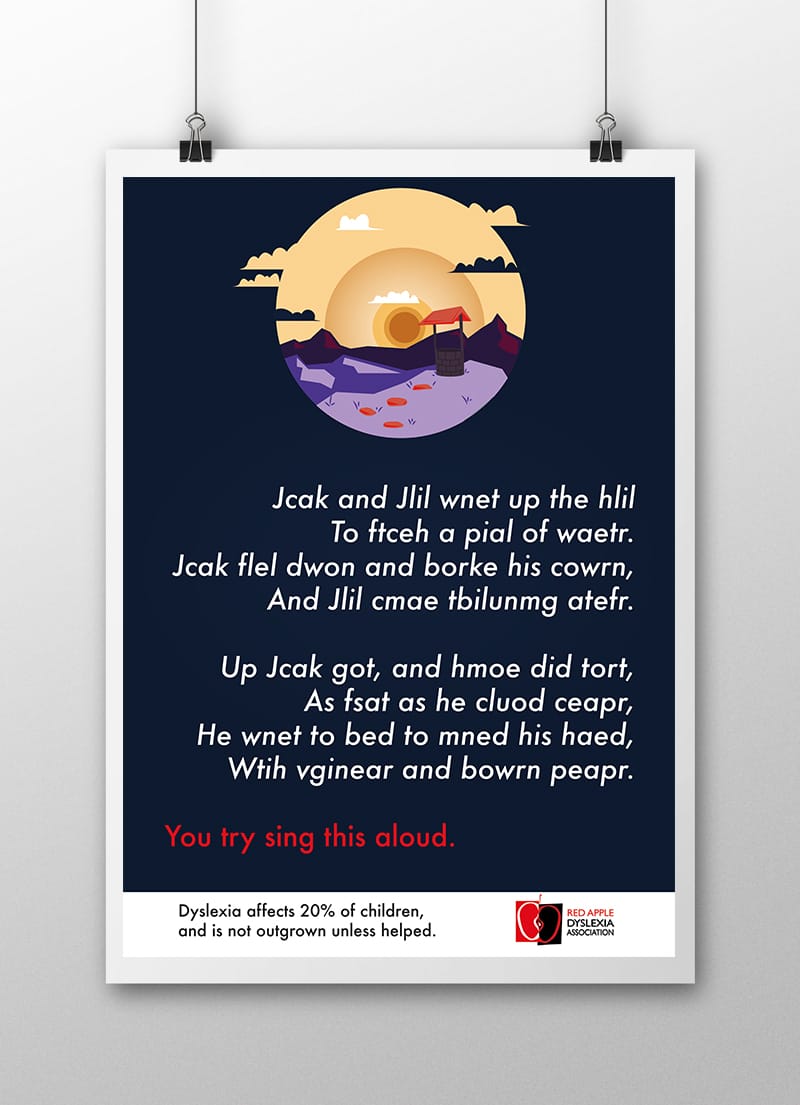 Jcak and Jlil wnet up the hlil
To ftceh a pial of waetr.
Jcak flel dwon and borke his cowrn,
And Jlil cmae tbilunmg atefr.
Up Jcak got, and hmoe did tort,
As fsat as he cluod ceapr,
He wnet to bed to mned his haed,
Wtih vginear and bowrn peapr.
You try sing this aloud.
Dyslexia affects 20% of children,
and is not outgrown unless helped.
RED APPLE
DYSLEXIA
ASSOCIATION